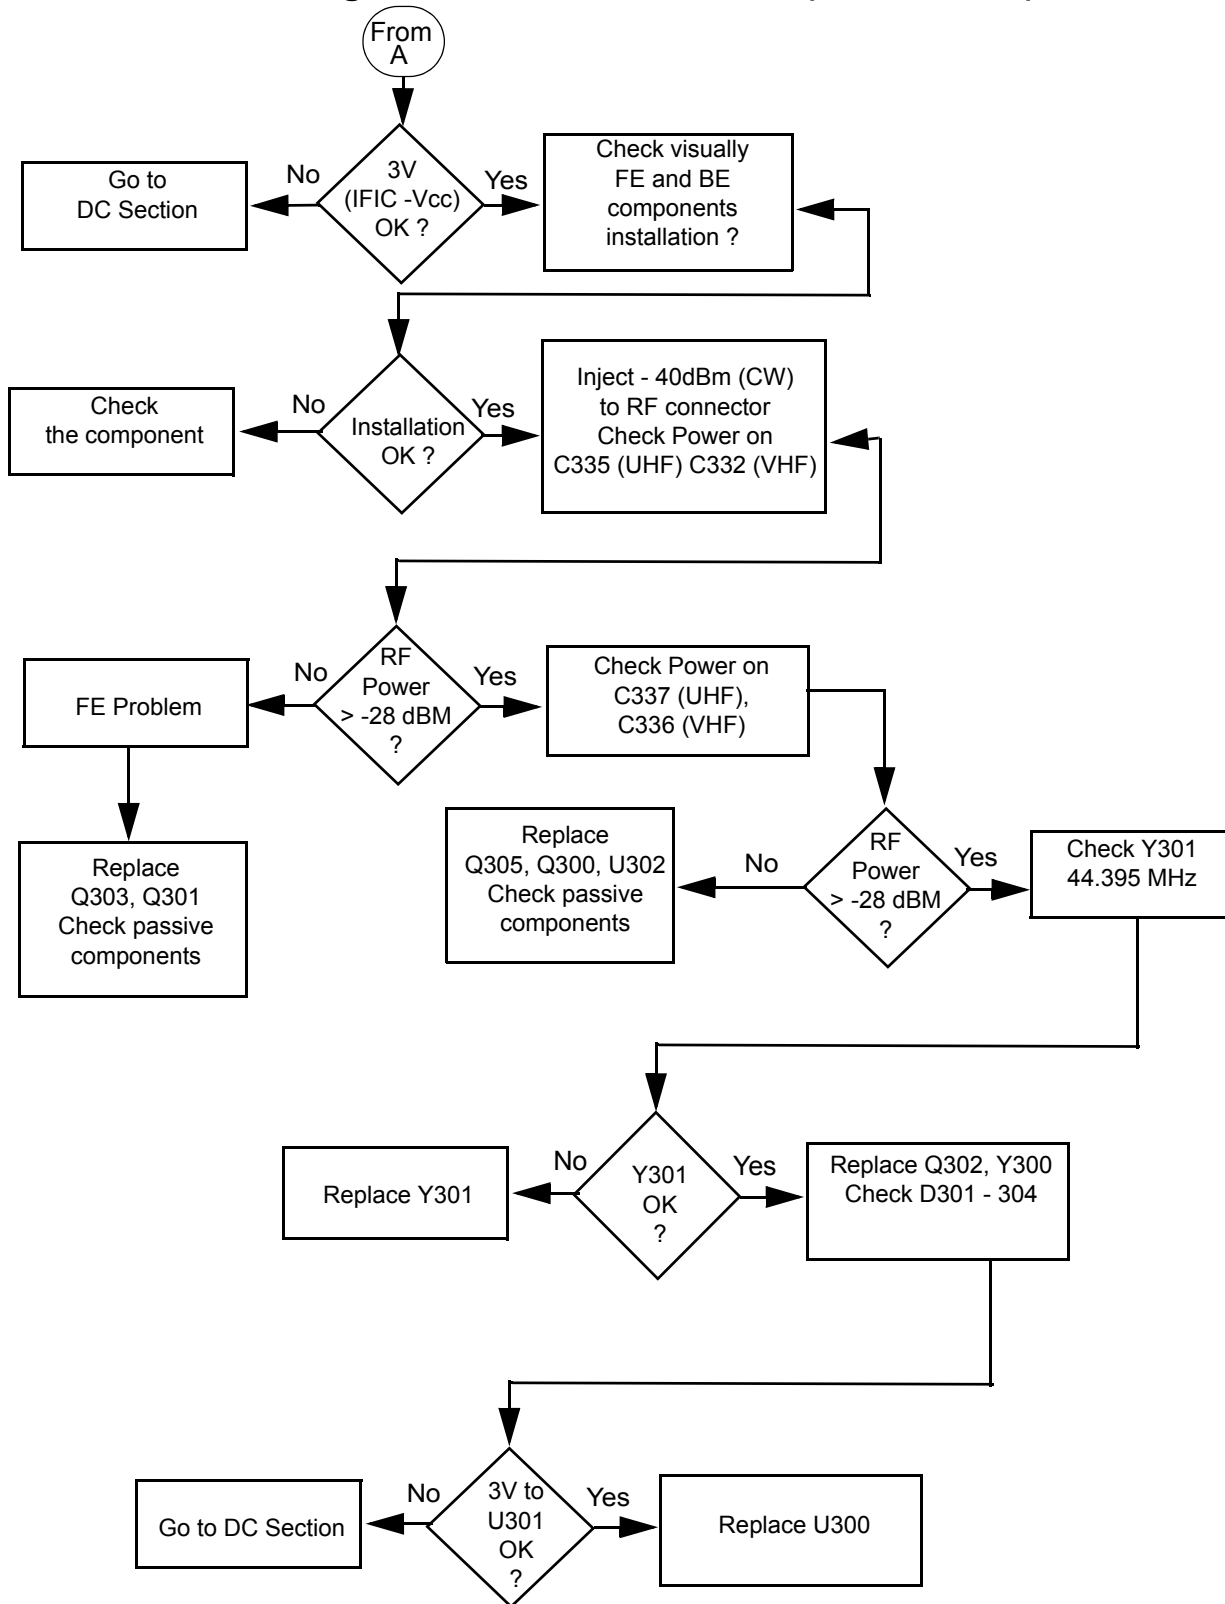 From
A
No
3V
(IFIC -Vcc)
OK ?
Yes
Go to
DC Section
Check visually
FE and BE
components
installation ?
Check
the component
No
Installation
OK ?
Yes
Inject - 40dBm (CW)
to RF connector
Check Power on
C335 (UHF) C332 (VHF)
FE Problem
No
RF
Power
> -28 dBM
?
Yes
Check Power on
C337 (UHF),
C336 (VHF)
Replace
Q303, Q301
Check passive
components
Replace
Q305, Q300, U302
Check passive
components
No
RF
Power
> -28 dBM
?
Yes
Check Y301
44.395 MHz
Replace Y301
No
Y301
OK
?
Yes
Replace Q302, Y300
Check D301 - 304
Go to DC Section
No
3V to
U301
OK
?
Yes
Replace U300